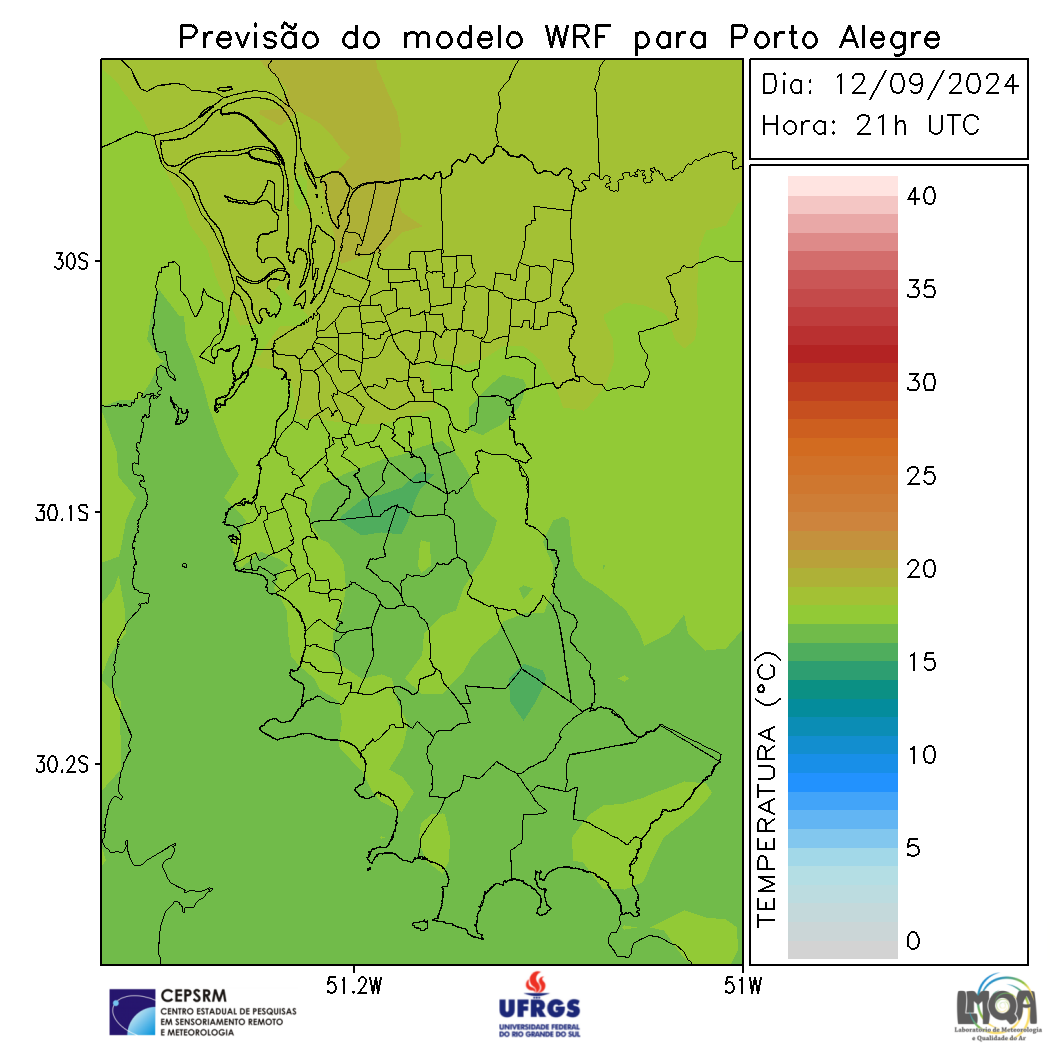 Previsão do modelo WRF para Porto Alegre
Dia: 12/09/2024
Hora: 21h UTC
40
35
30
25
20
15
10
5
0
TEMPERATURA (°C)
30S
30.1S
30.2S
51.2W
51W
CEPSRM
CENTRO ESTADUAL DE PESQUISAS
EM SENSORIAMENTO REMOTO
E METEOROLOGIA
UFRGS
UNIVERSIDADE FEDERAL
DO RIO GRANDE DO SUL
LMQA
Laboratório de Meteorologia
e Qualidade do Ar